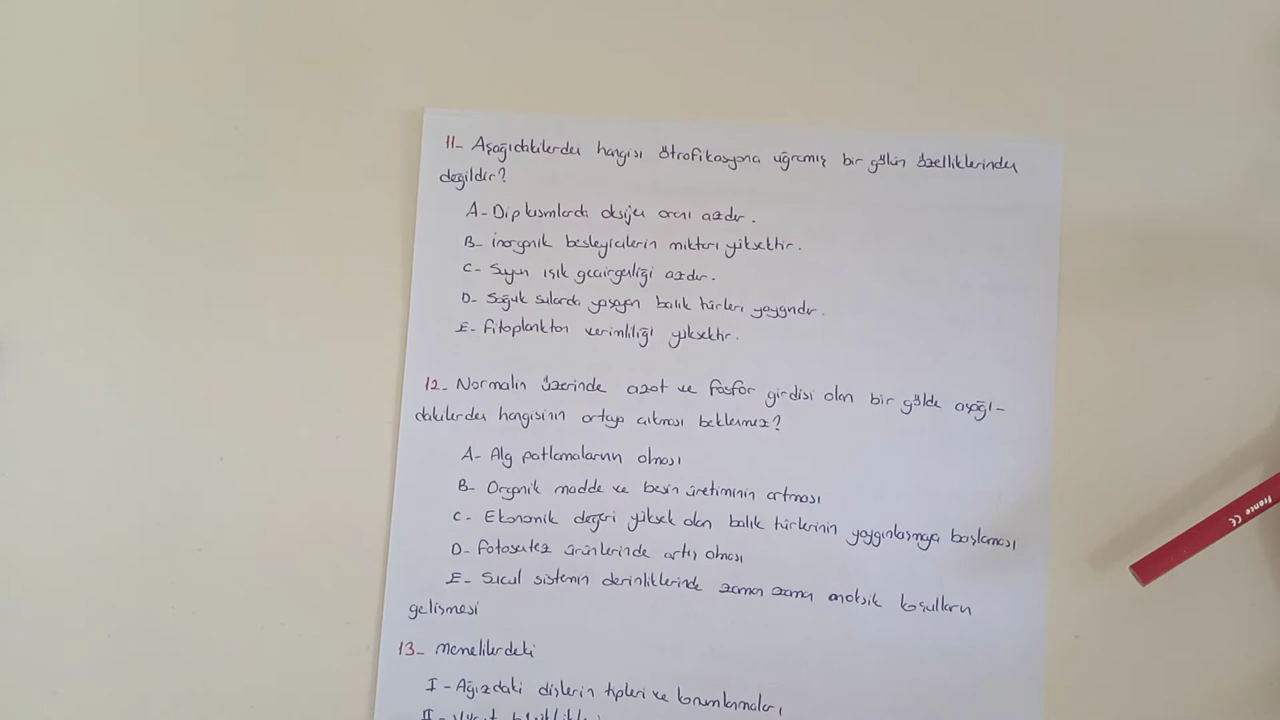 11- Aşağıdakilerden hangisi ötrofikasyona uğramış bir gölün özelliklerinden
değildir?
A- Dip kısımlarda oksijen oranı azdır.
B- İnorganik besleyicilerin miktarı yüksektir.
C- Suyun ışık geçirgenliği azdır.
D- Soğuk sularda yaşayan balık türleri yaygındır.
E- Fitoplankton verimliliği yüksektir.
12- Normalin üzerinde azot ve fosfor girdisi olan bir gölde aşağı-
dakilerden hangisinin ortaya çıkması beklenmez?
A- Alg patlamalarının olması
B- Organik madde ve besin üretiminin artması
C- Ekonomik değeri yüksek olan balık türlerinin yaygınlaşmaya başlaması
D- Fotosentez ürünlerinde artış olması
E- Sucul sistemin derinliklerinde zaman zaman anoksik koşulların
gelişmesi
13- Memelilerdeki
I- Ağızdaki dişlerin tipleri ve konumlanmaları
II-
France CE